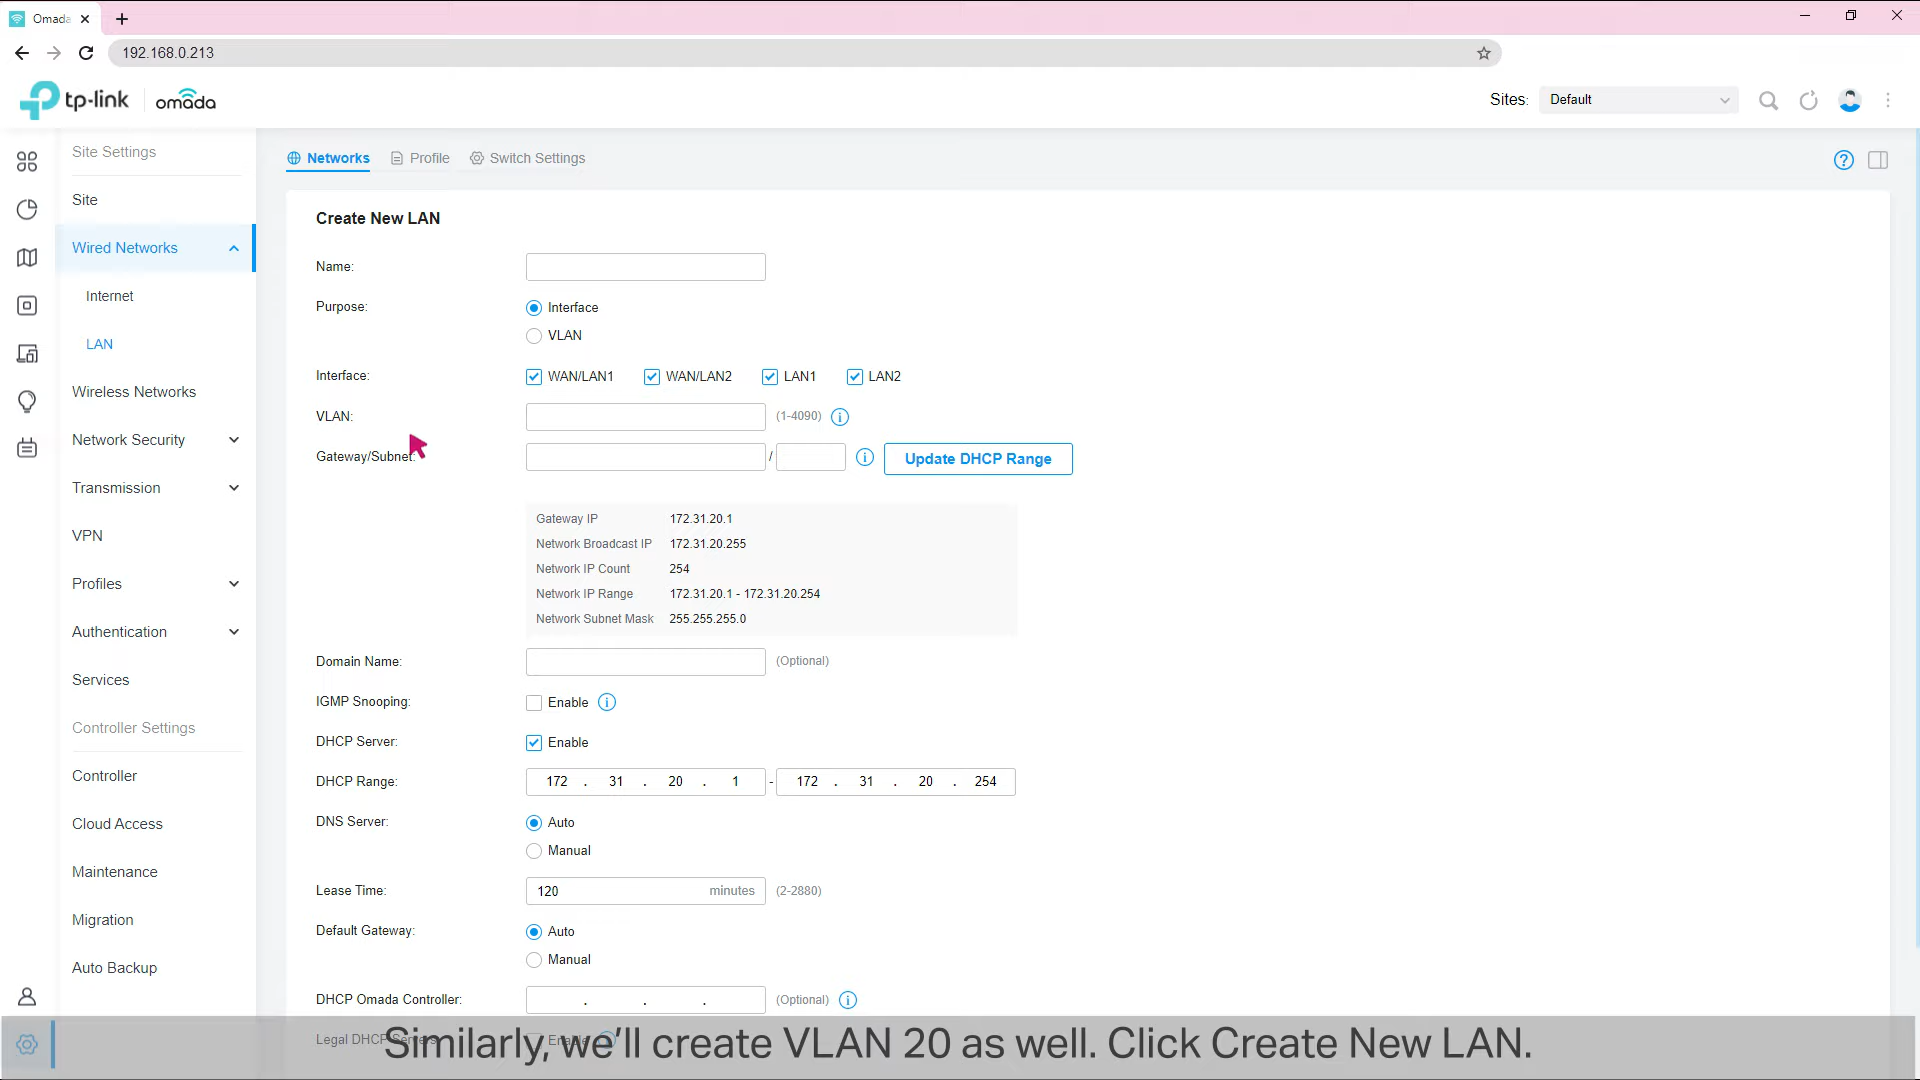 Omada
192.168.0.213
tp-link
omada
Sites: Default
Site Settings
Site
Wired Networks
Internet
LAN
Wireless Networks
Network Security
Transmission
VPN
Profiles
Authentication
Services
Controller Settings
Controller
Cloud Access
Maintenance
Migration
Auto Backup
Networks Profile Switch Settings
Create New LAN
Name:
Purpose: Interface
VLAN
Interface: WAN/LAN1 WAN/LAN2 LAN1 LAN2
VLAN: (1-4090)
Gateway/Subnet: / Update DHCP Range
Gateway IP 172.31.20.1
Network Broadcast IP 172.31.20.255
Network IP Count 254
Network IP Range 172.31.20.1 - 172.31.20.254
Network Subnet Mask 255.255.255.0
Domain Name: (Optional)
IGMP Snooping: Enable
DHCP Server: Enable
DHCP Range: 172 . 31 . 20 . 1 - 172 . 31 . 20 . 254
DNS Server: Auto
Manual
Lease Time: 120 minutes (2-2880)
Default Gateway: Auto
Manual
DHCP Omada Controller: . . . (Optional)
Legal DHCP Servers: Enable
Similarly, we'll create VLAN 20 as well. Click Create New LAN.